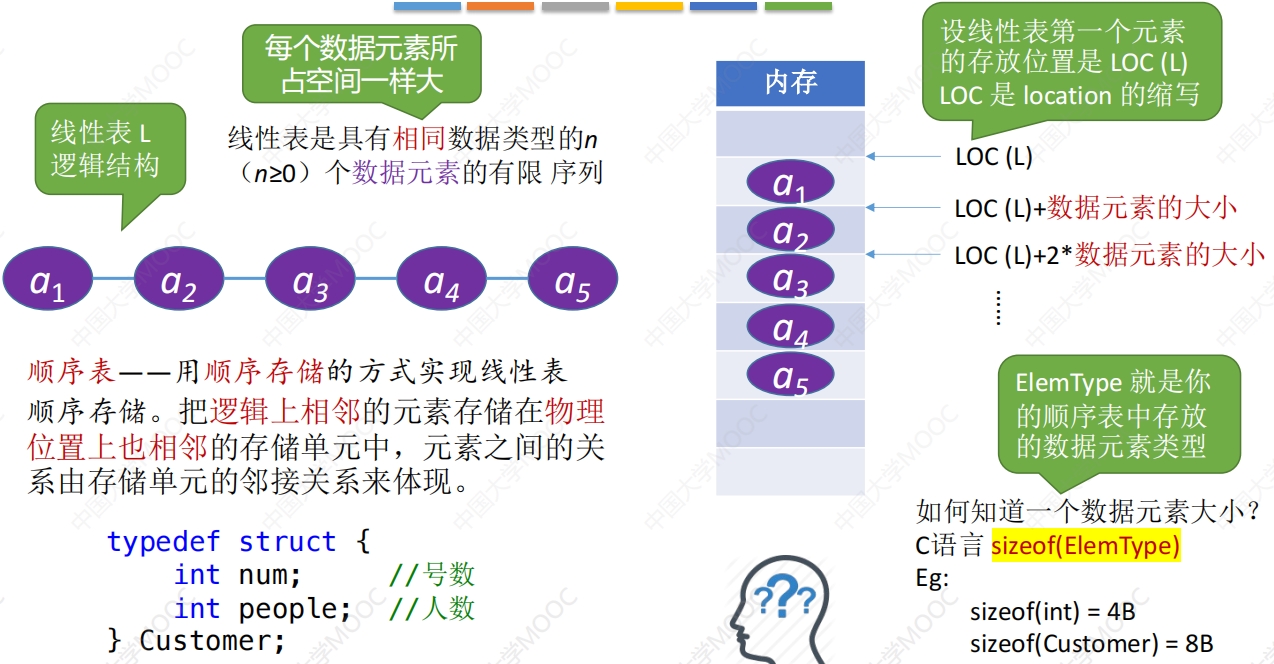 每个数据元素所
占空间一样大
线性表 L
逻辑结构
线性表是具有相同数据类型的n
（n≥0）个数据元素的有限 序列
a1 a2 a3 a4 a5
顺序表——用顺序存储的方式实现线性表
顺序存储。把逻辑上相邻的元素存储在物理
位置上也相邻的存储单元中，元素之间的关
系由存储单元的邻接关系来体现。
typedef struct {
int num; //号数
int people; //人数
} Customer;
内存
a1
a2
a3
a4
a5
设线性表第一个元素
的存放位置是 LOC (L)
LOC 是 location 的缩写
LOC (L)
LOC (L)+数据元素的大小
LOC (L)+2*数据元素的大小
......
ElemType 就是你
的顺序表中存放
的数据元素类型
如何知道一个数据元素大小？
C语言 sizeof(ElemType)
Eg:
sizeof(int) = 4B
sizeof(Customer) = 8B
???
中国大学MOOC